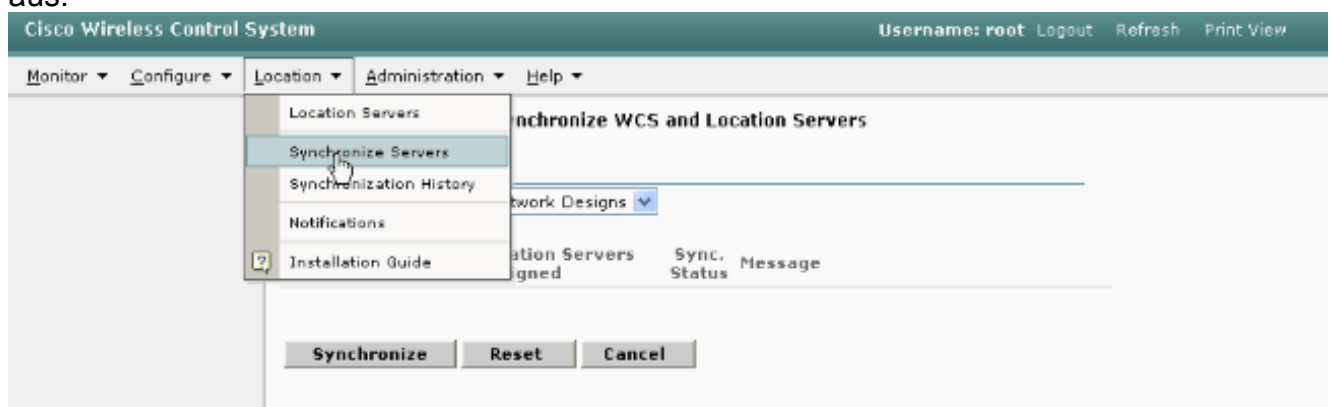 aus:
Cisco Wireless Control System Username: root Logout Refresh Print View
Monitor Configure Location Administration Help
Location Servers
nchronize WCS and Location Servers
Synchronize Servers
Synchronization History
twork Designs
Notifications
ation Servers Sync.
Installation Guide
igned Status Message
Synchronize Reset Cancel